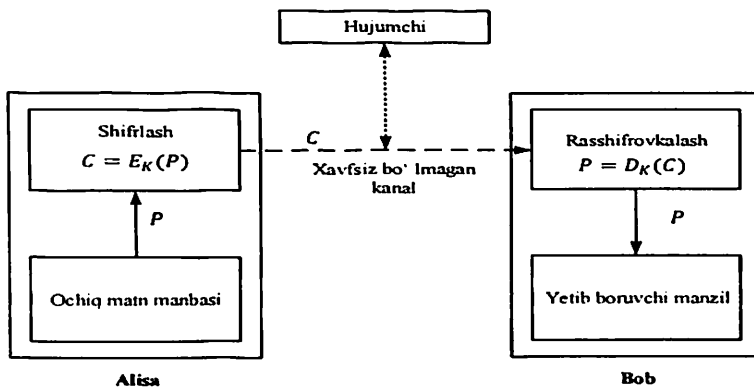 Hujumchi
Shifrlash
C = E_K(P)
C
Xavfsiz bo' lmagan
kanal
Rasshifrovkalash
P = D_K(C)
P
P
Ochiq matn manbasi
Yetib boruvchi manzil
Alisa
Bob